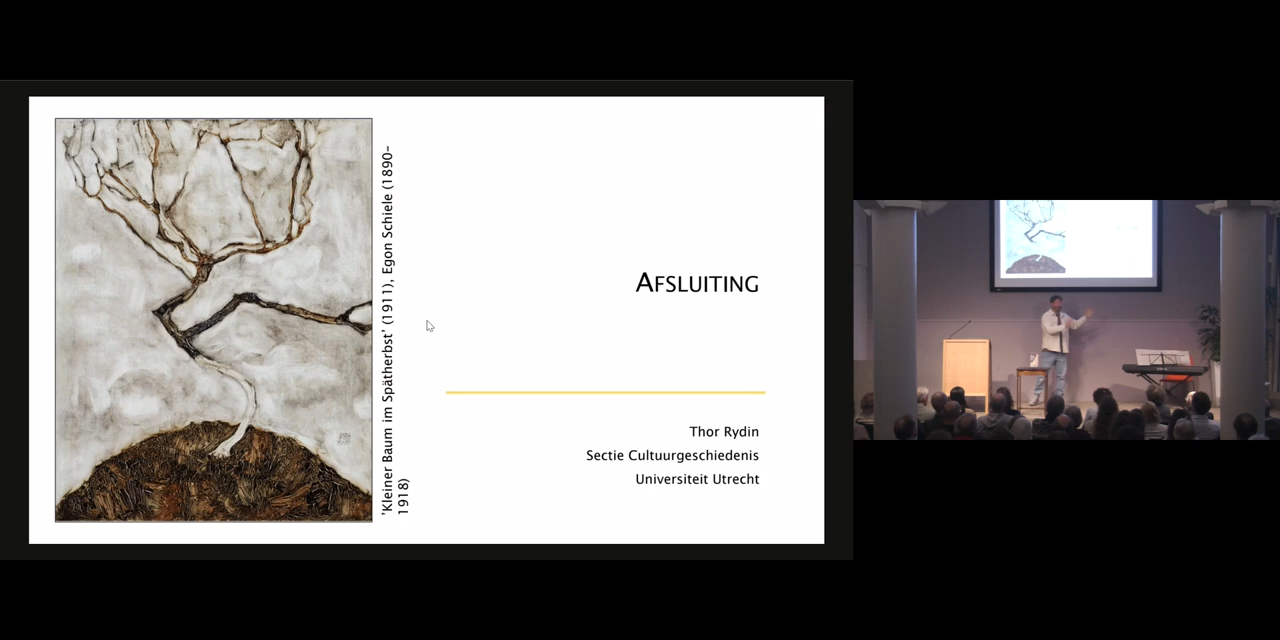 'Kleiner Baum im Spätherbst' (1911), Egon Schiele (1890–
1918)
AFSLUITING
Thor Rydin
Sectie Cultuurgeschiedenis
Universiteit Utrecht